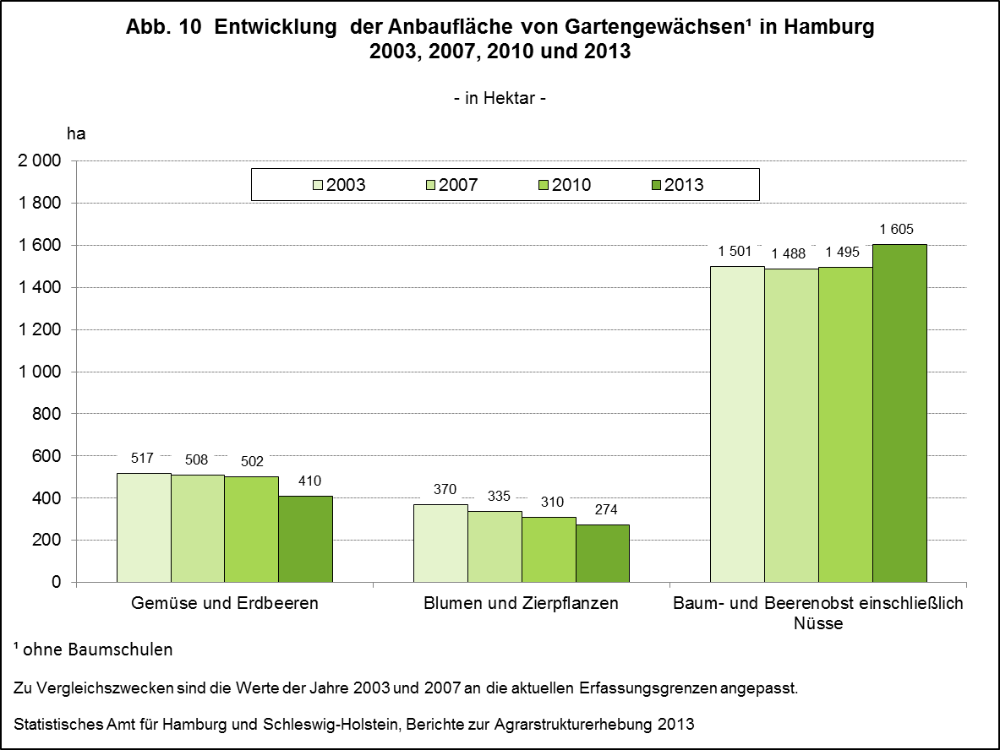 Abb. 10  Entwicklung  der Anbaufläche von Gartengewächsen¹ in Hamburg
2003, 2007, 2010 und 2013
- in Hektar -
ha
2 000
1 800
1 600
1 400
1 200
1 000
800
600
400
200
0
2003 2007 2010 2013
517 508 502 410
370 335 310 274
1 501 1 488 1 495 1 605
Gemüse und Erdbeeren
Blumen und Zierpflanzen
Baum- und Beerenobst einschließlich
Nüsse
¹ ohne Baumschulen
Zu Vergleichszwecken sind die Werte der Jahre 2003 und 2007 an die aktuellen Erfassungsgrenzen angepasst.
Statistisches Amt für Hamburg und Schleswig-Holstein, Berichte zur Agrarstrukturerhebung 2013